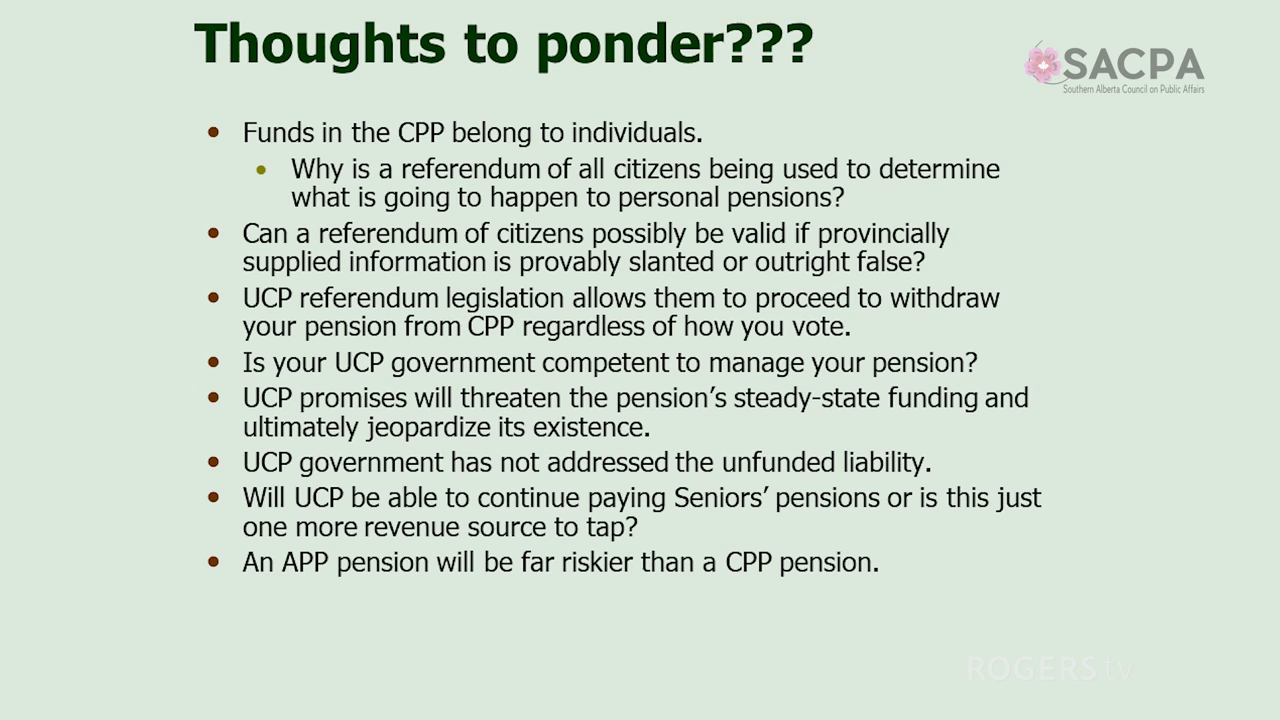 Thoughts to ponder???
SACPA
Southern Alberta Council on Public Affairs
• Funds in the CPP belong to individuals.
• Why is a referendum of all citizens being used to determine
what is going to happen to personal pensions?
• Can a referendum of citizens possibly be valid if provincially
supplied information is provably slanted or outright false?
• UCP referendum legislation allows them to proceed to withdraw
your pension from CPP regardless of how you vote.
• Is your UCP government competent to manage your pension?
• UCP promises will threaten the pension’s steady-state funding and
ultimately jeopardize its existence.
• UCP government has not addressed the unfunded liability.
• Will UCP be able to continue paying Seniors’ pensions or is this just
one more revenue source to tap?
• An APP pension will be far riskier than a CPP pension.
ROGERS tv